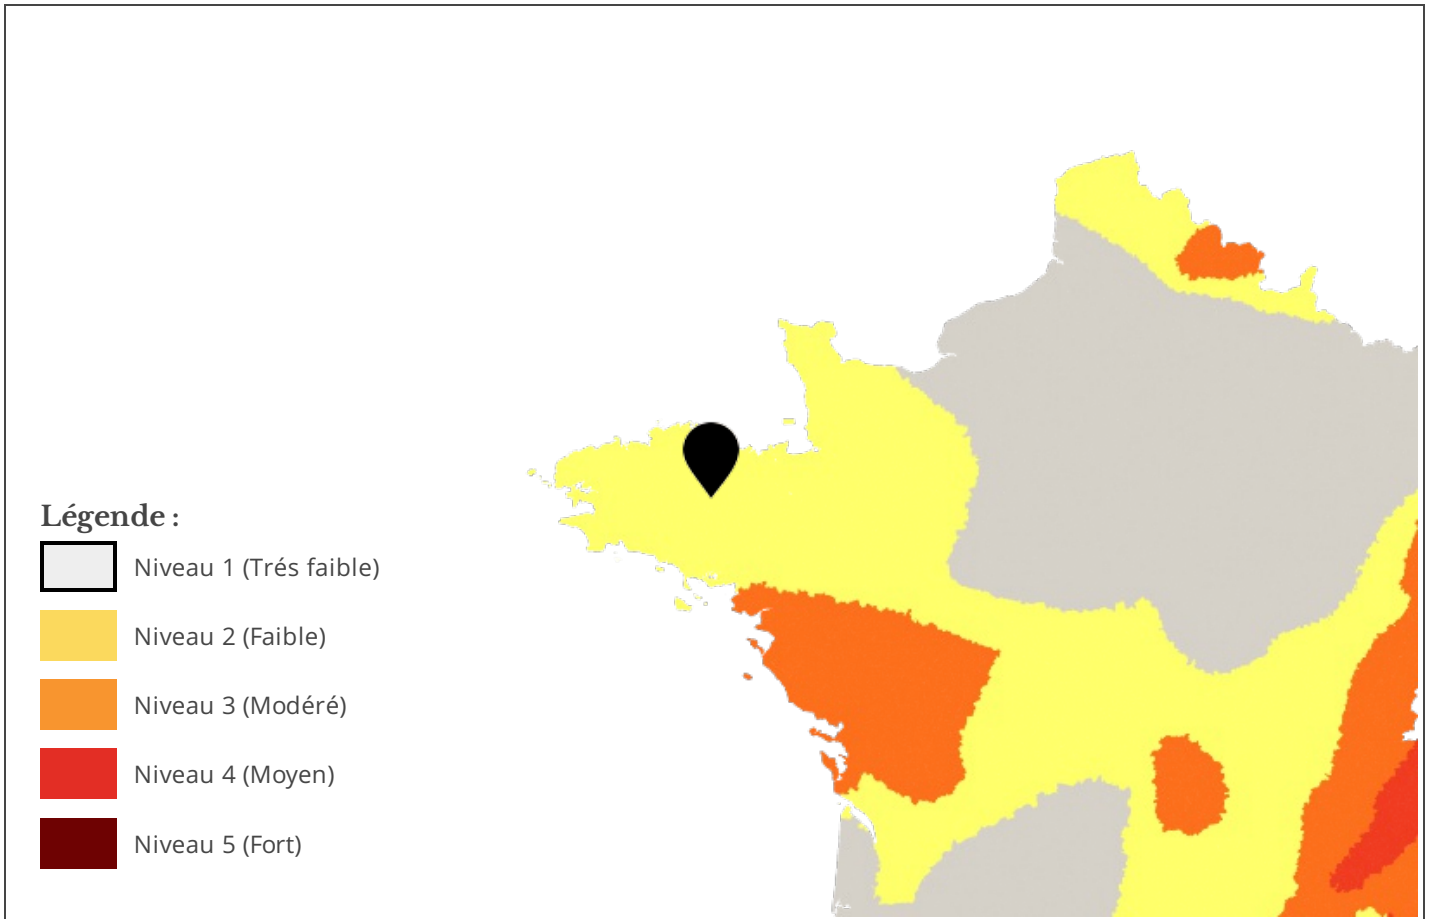 Légende :
Niveau 1 (Trés faible)
Niveau 2 (Faible)
Niveau 3 (Modéré)
Niveau 4 (Moyen)
Niveau 5 (Fort)